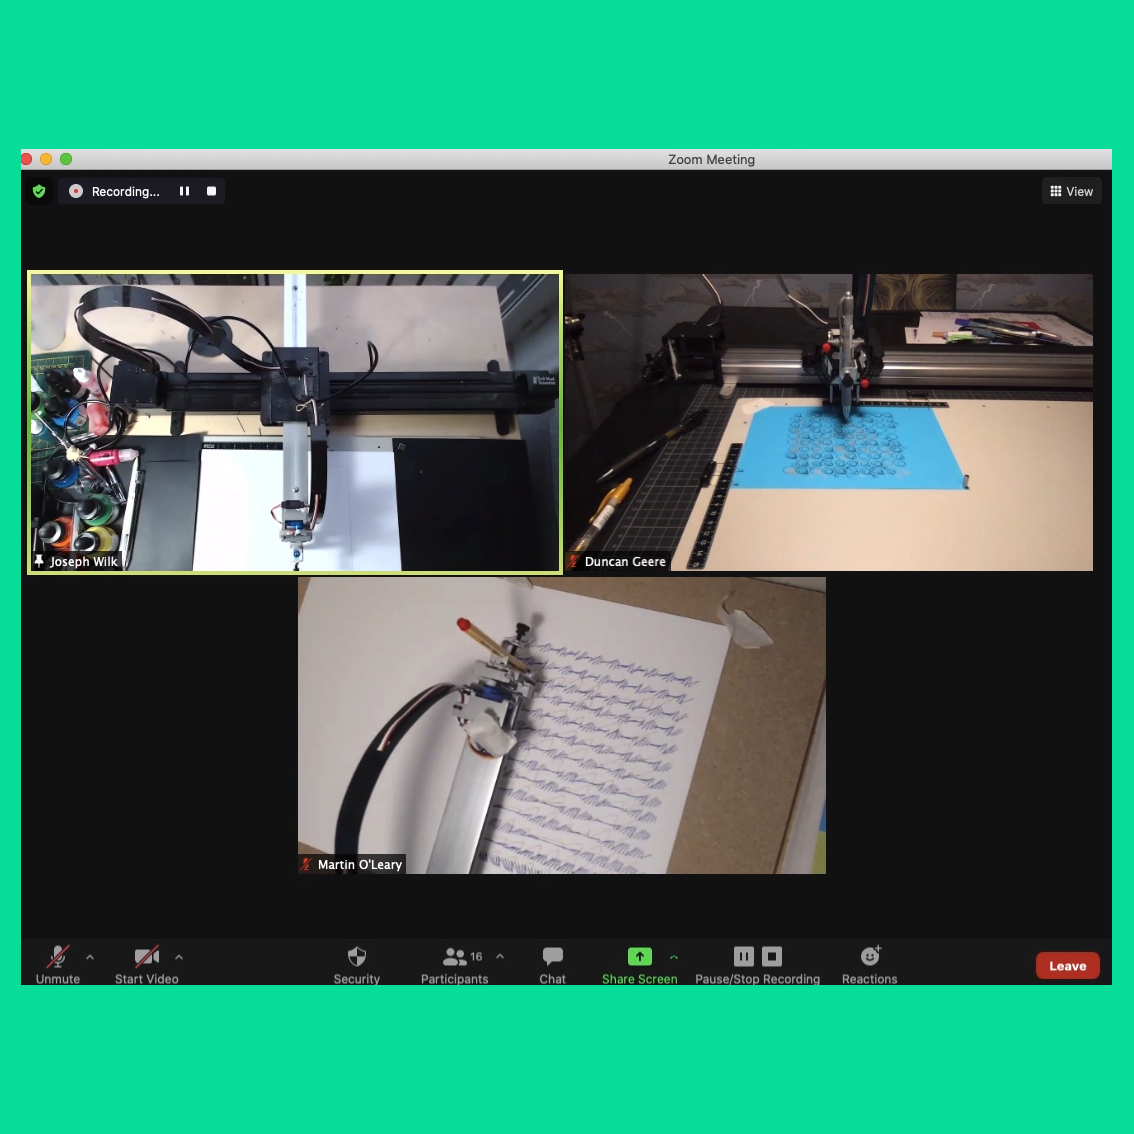 Zoom Meeting
Recording...
View
Joseph Wilk
Duncan Geere
Martin O'Leary
Unmute
Start Video
Security
16
Participants
Chat
Share Screen
Pause/Stop Recording
Reactions
Leave